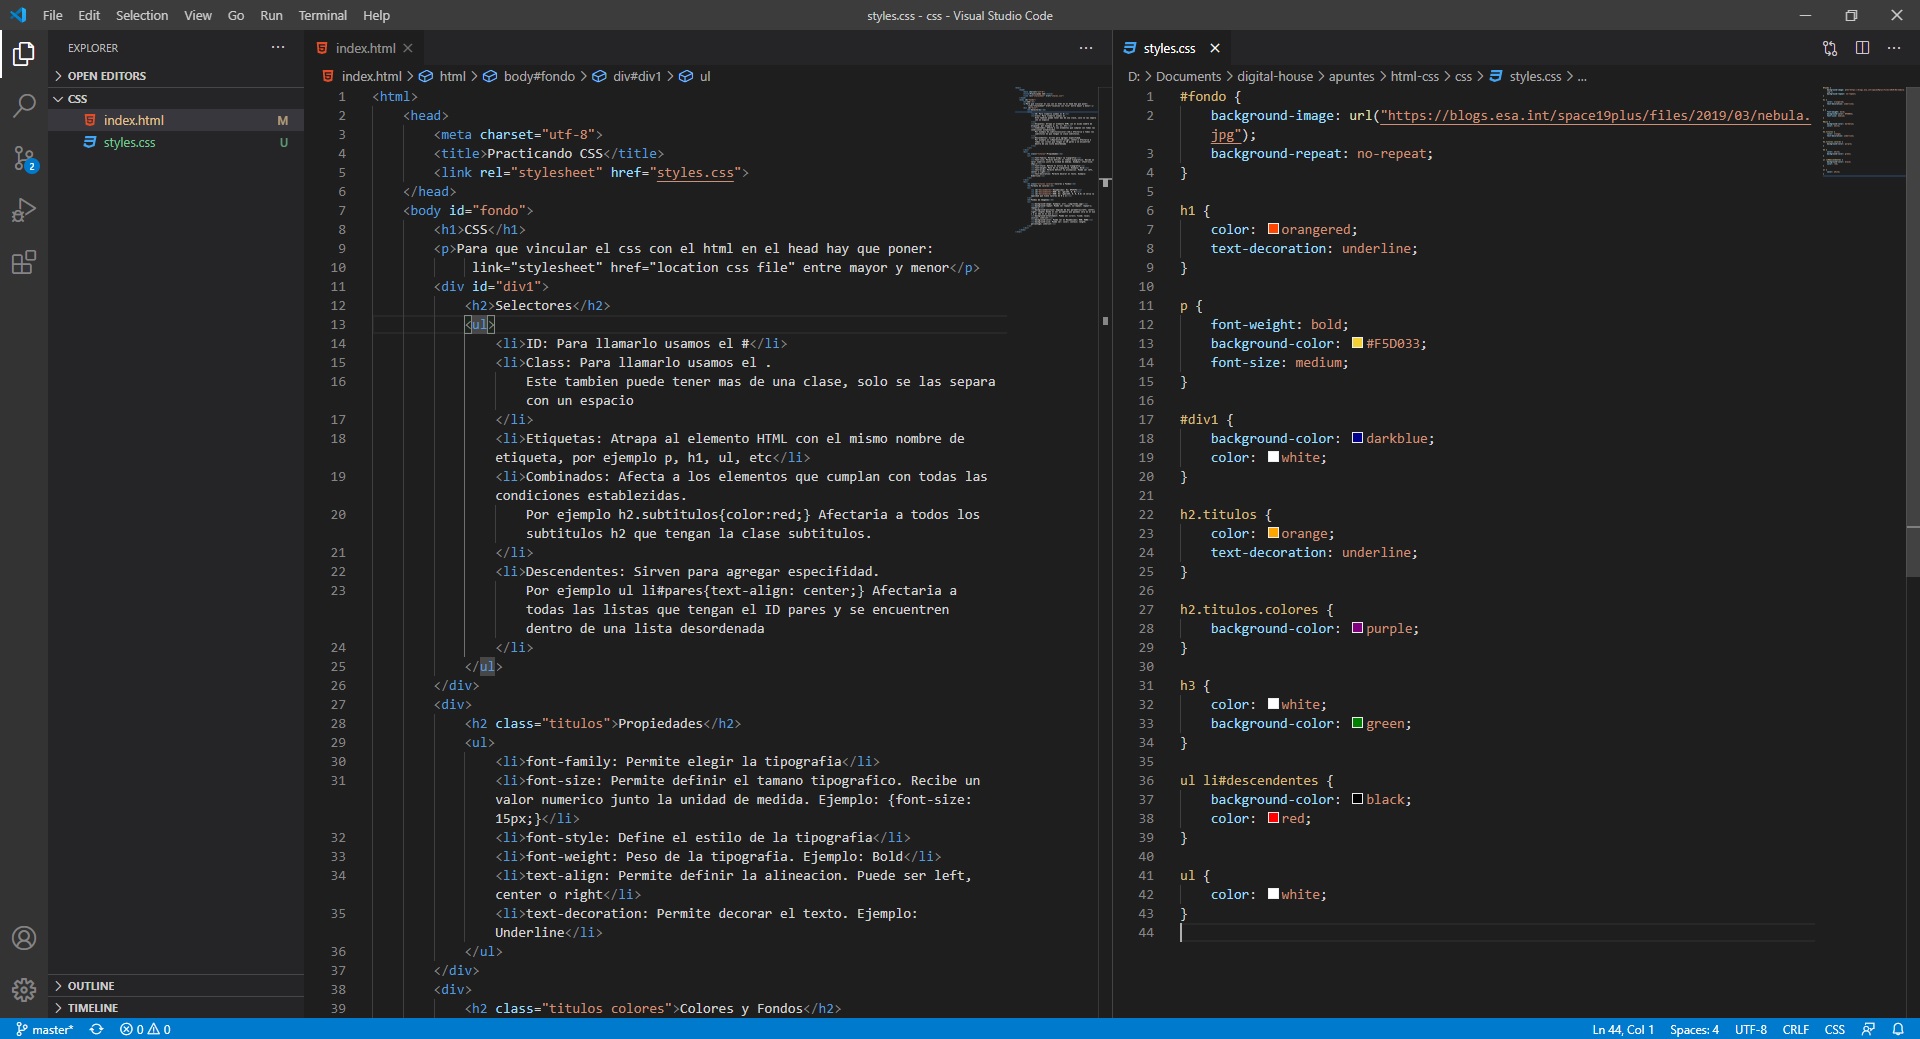 File Edit Selection View Go Run Terminal Help
styles.css - css - Visual Studio Code
EXPLORER
OPEN EDITORS
CSS
index.html M
styles.css U
2
OUTLINE
TIMELINE
index.html
index.html > html > body#fondo > div#div1 > ul
1 <html>
2 <head>
3 <meta charset="utf-8">
4 <title>Practicando CSS</title>
5 <link rel="stylesheet" href="styles.css">
6 </head>
7 <body id="fondo">
8 <h1>CSS</h1>
9 <p>Para que vincular el css con el html en el head hay que poner:
10 link="stylesheet" href="location css file" entre mayor y menor</p>
11 <div id="div1">
12 <h2>Selectores</h2>
13 <ul>
14 <li>ID: Para llamarlo usamos el #</li>
15 <li>Class: Para llamarlo usamos el .
16 Este tambien puede tener mas de una clase, solo se las separa
con un espacio
17 </li>
18 <li>Etiquetas: Atrapa al elemento HTML con el mismo nombre de
etiqueta, por ejemplo p, h1, ul, etc</li>
19 <li>Combinados: Afecta a los elementos que cumplan con todas las
condiciones establezidas.
20 Por ejemplo h2.subtitulos{color:red;} Afectaria a todos los
subtitulos h2 que tengan la clase subtitulos.
21 </li>
22 <li>Descendentes: Sirven para agregar especifidad.
23 Por ejemplo ul li#pares{text-align: center;} Afectaria a
todas las listas que tengan el ID pares y se encuentren
dentro de una lista desordenada
24 </li>
25 </ul>
26 </div>
27 <div>
28 <h2 class="titulos">Propiedades</h2>
29 <ul>
30 <li>font-family: Permite elegir la tipografia</li>
31 <li>font-size: Permite definir el tamano tipografico. Recibe un
valor numerico junto la unidad de medida. Ejemplo: {font-size:
15px;}</li>
32 <li>font-style: Define el estilo de la tipografia</li>
33 <li>font-weight: Peso de la tipografia. Ejemplo: Bold</li>
34 <li>text-align: Permite definir la alineacion. Puede ser left,
center o right</li>
35 <li>text-decoration: Permite decorar el texto. Ejemplo:
Underline</li>
36 </ul>
37 </div>
38 <div>
39 <h2 class="titulos colores">Colores y Fondos</h2>
styles.css
D: > Documents > digital-house > apuntes > html-css > css > styles.css > ...
1 #fondo {
2 background-image: url("https://blogs.esa.int/space19plus/files/2019/03/nebula.
jpg");
3 background-repeat: no-repeat;
4 }
5
6 h1 {
7 color: orangered;
8 text-decoration: underline;
9 }
10
11 p {
12 font-weight: bold;
13 background-color: #F5D033;
14 font-size: medium;
15 }
16
17 #div1 {
18 background-color: darkblue;
19 color: white;
20 }
21
22 h2.titulos {
23 color: orange;
24 text-decoration: underline;
25 }
26
27 h2.titulos.colores {
28 background-color: purple;
29 }
30
31 h3 {
32 color: white;
33 background-color: green;
34 }
35
36 ul li#descendentes {
37 background-color: black;
38 color: red;
39 }
40
41 ul {
42 color: white;
43 }
44
master* 0 0
Ln 44, Col 1 Spaces: 4 UTF-8 CRLF CSS